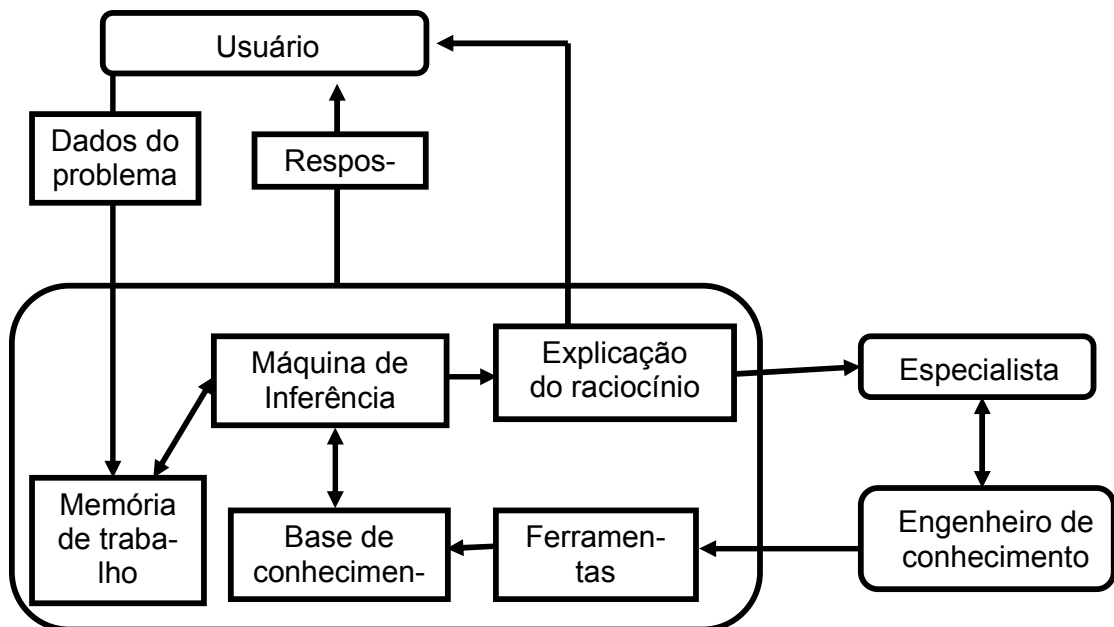 Usuário
Dados do
problema
Respos-
Máquina de
Inferência
Explicação
do raciocínio
Especialista
Memória
de traba-
lho
Base de
conhecimen-
Ferramen-
tas
Engenheiro de
conhecimento